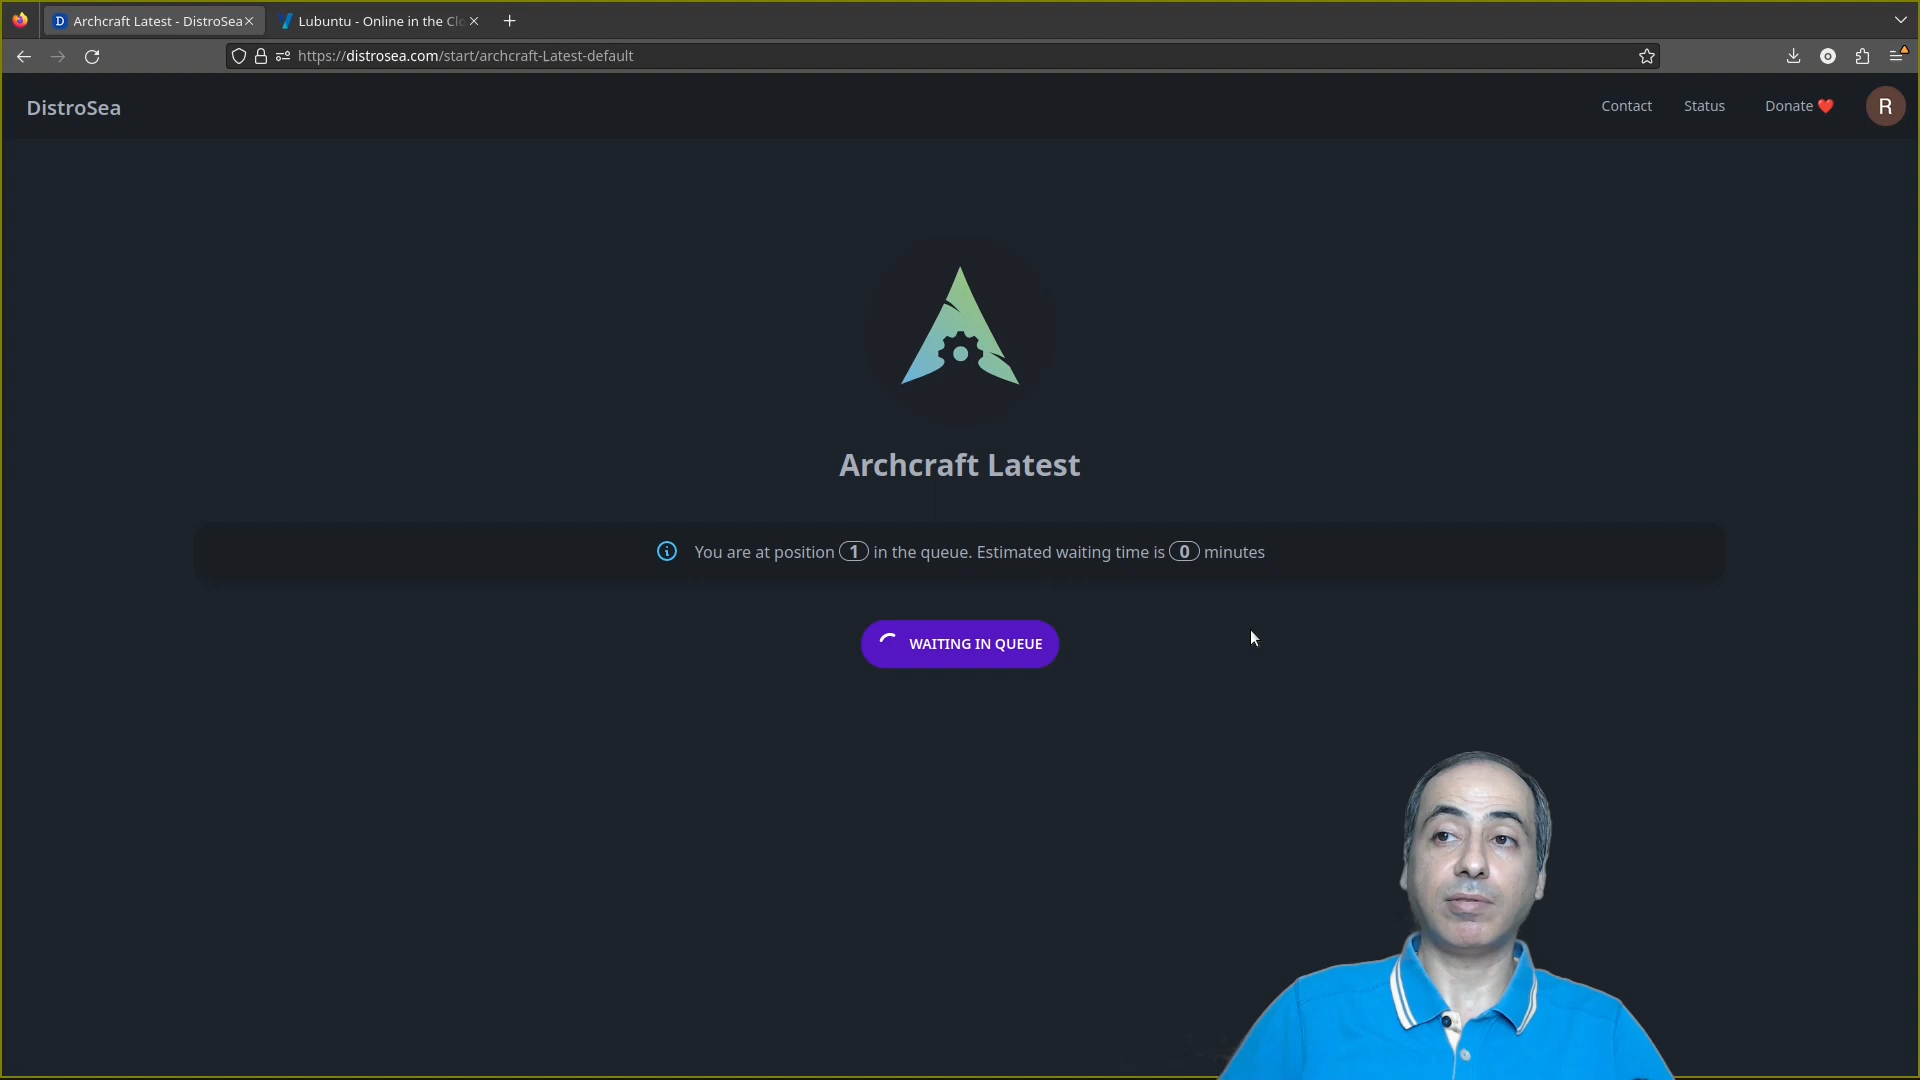 Archcraft Latest - DistroSea
Lubuntu - Online in the Clo
https://distrosea.com/start/archcraft-Latest-default
DistroSea
Contact
Status
Donate ❤️
R
Archcraft Latest
You are at position 1 in the queue. Estimated waiting time is 0 minutes
WAITING IN QUEUE